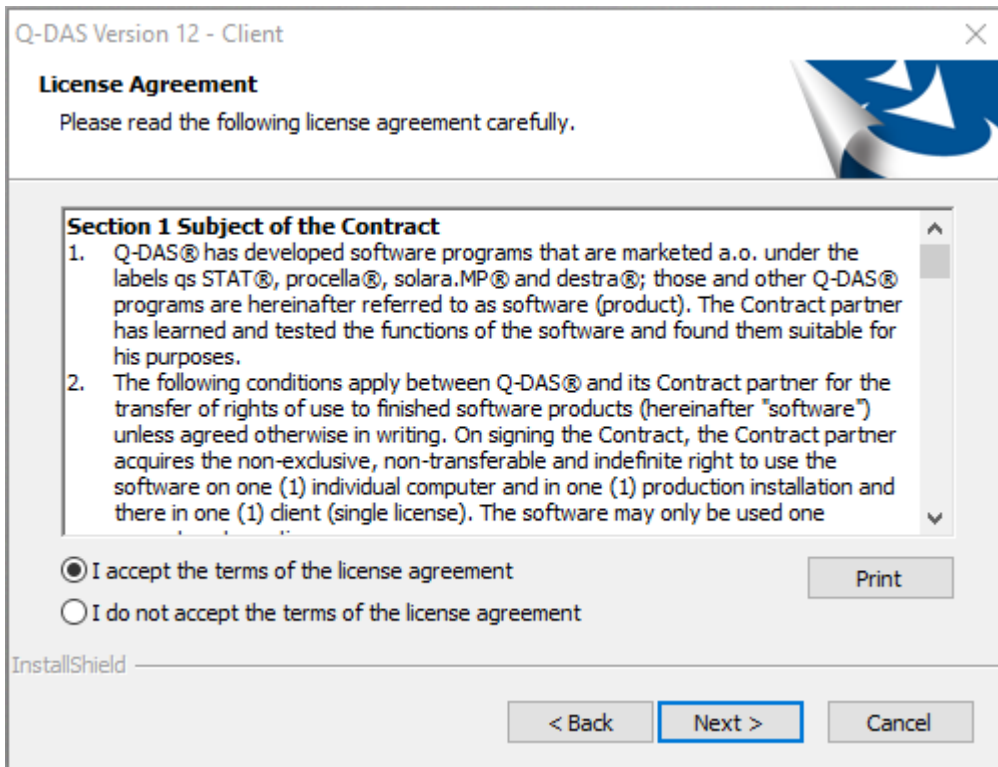 Q-DAS Version 12 - Client
License Agreement
Please read the following license agreement carefully.
Section 1 Subject of the Contract
1. Q-DAS® has developed software programs that are marketed a.o. under the
labels qs STAT®, procella®, solara.MP® and destra®; those and other Q-DAS®
programs are hereinafter referred to as software (product). The Contract partner
has learned and tested the functions of the software and found them suitable for
his purposes.
2. The following conditions apply between Q-DAS® and its Contract partner for the
transfer of rights of use to finished software products (hereinafter "software")
unless agreed otherwise in writing. On signing the Contract, the Contract partner
acquires the non-exclusive, non-transferable and indefinite right to use the
software on one (1) individual computer and in one (1) production installation and
there in one (1) client (single license). The software may only be used one
I accept the terms of the license agreement
Print
I do not accept the terms of the license agreement
InstallShield
< Back
Next >
Cancel